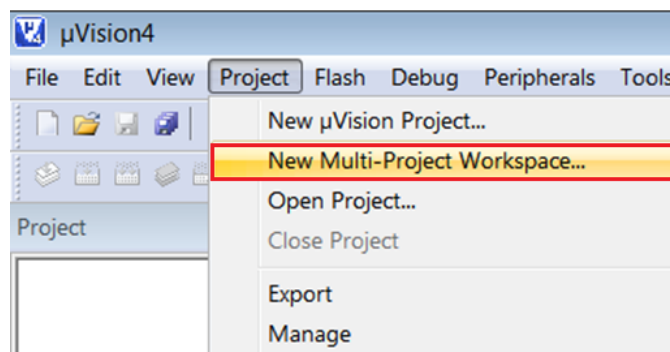 µVision4
File Edit View Project Flash Debug Peripherals Tools
New µVision Project...
New Multi-Project Workspace...
Open Project...
Project
Close Project
Export
Manage